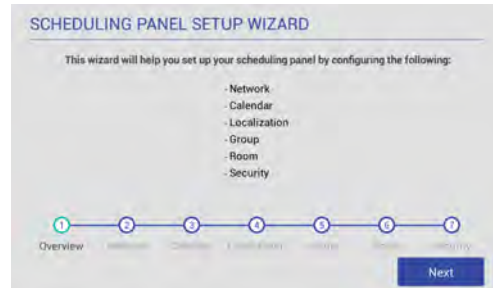 SCHEDULING PANEL SETUP WIZARD
This wizard will help you set up your scheduling panel by configuring the following:
- Network
- Calendar
- Localization
- Group
- Room
- Security
1 2 3 4 5 6 7
Overview
Next